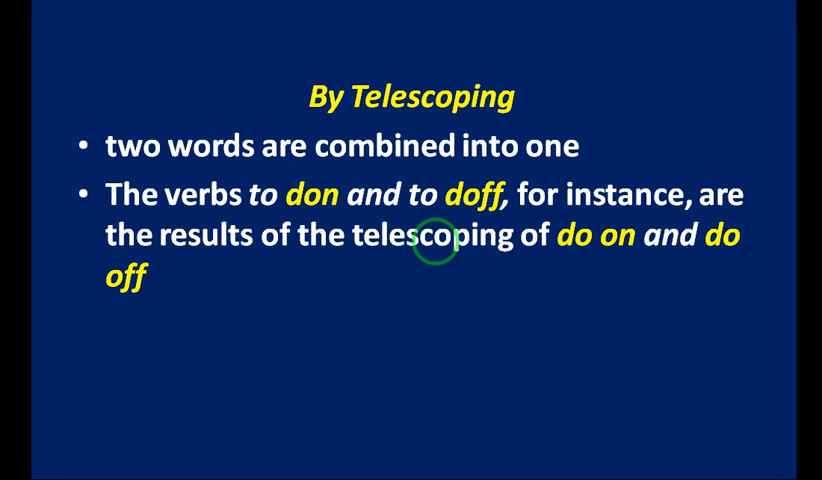 By Telescoping
• two words are combined into one
• The verbs to don and to doff, for instance, are
the results of the telescoping of do on and do
off